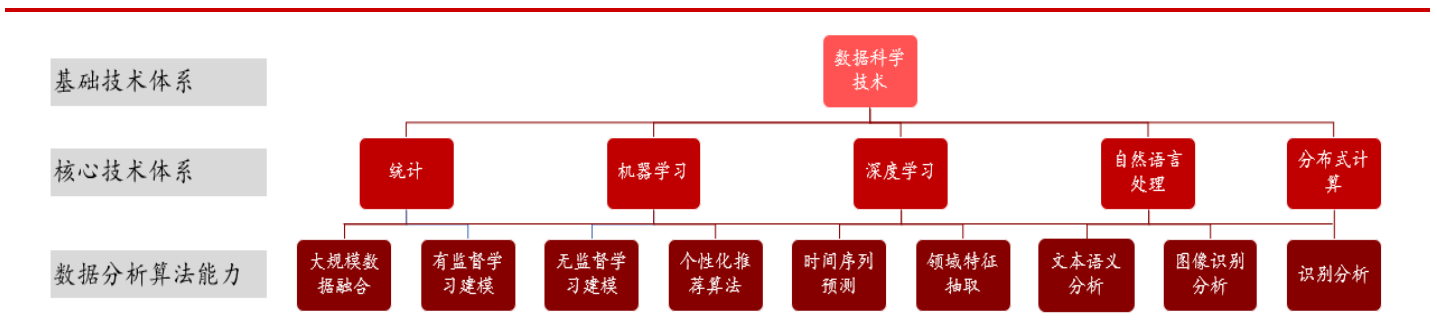 数据科学
技术
基础技术体系
核心技术体系
统计
机器学习
深度学习
自然语言
处理
分布式计
算
数据分析算法能力
大规模数
据融合
有监督学
习建模
无监督学
习建模
个性化推
荐算法
时间序列
预测
领域特征
抽取
文本语义
分析
图像识别
分析
识别分析